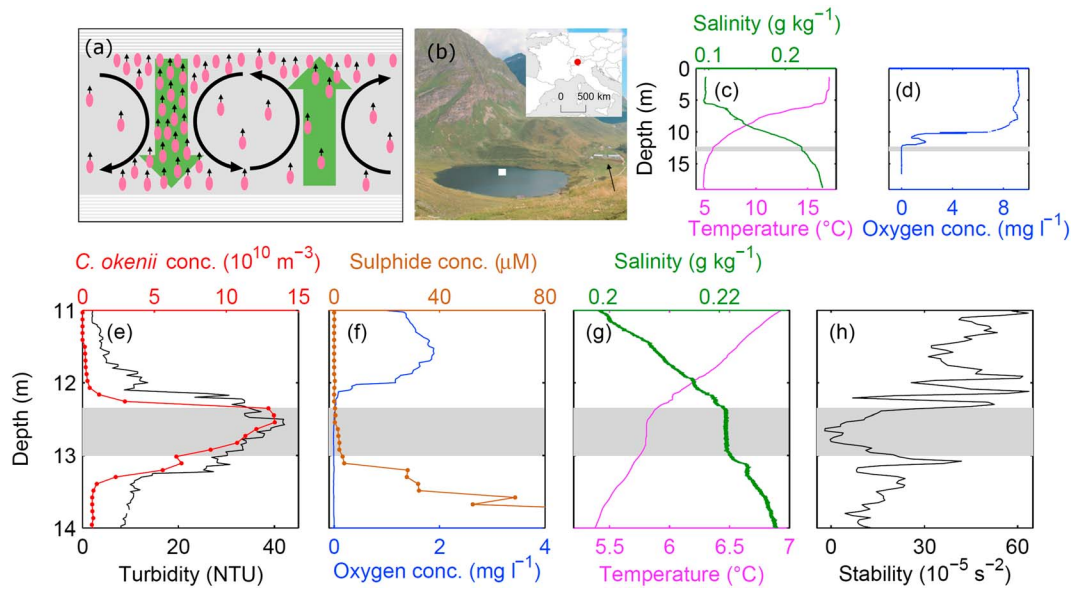 (a)
(b)
0 500 km
Salinity (g kg⁻¹)
0.1 0.2
0
5
10
15
Depth (m)
(c)
5 10 15
Temperature (°C)
(d)
0 4 8
Oxygen conc. (mg l⁻¹)
C. okenii conc. (10¹⁰ m⁻³)
0 5 10 15
11
12
13
14
Depth (m)
(e)
0 20 40
Turbidity (NTU)
Sulphide conc. (μM)
0 40 80
(f)
0 2 4
Oxygen conc. (mg l⁻¹)
Salinity (g kg⁻¹)
0.2 0.22
(g)
5.5 6 6.5 7
Temperature (°C)
(h)
0 30 60
Stability (10⁻⁵ s⁻²)